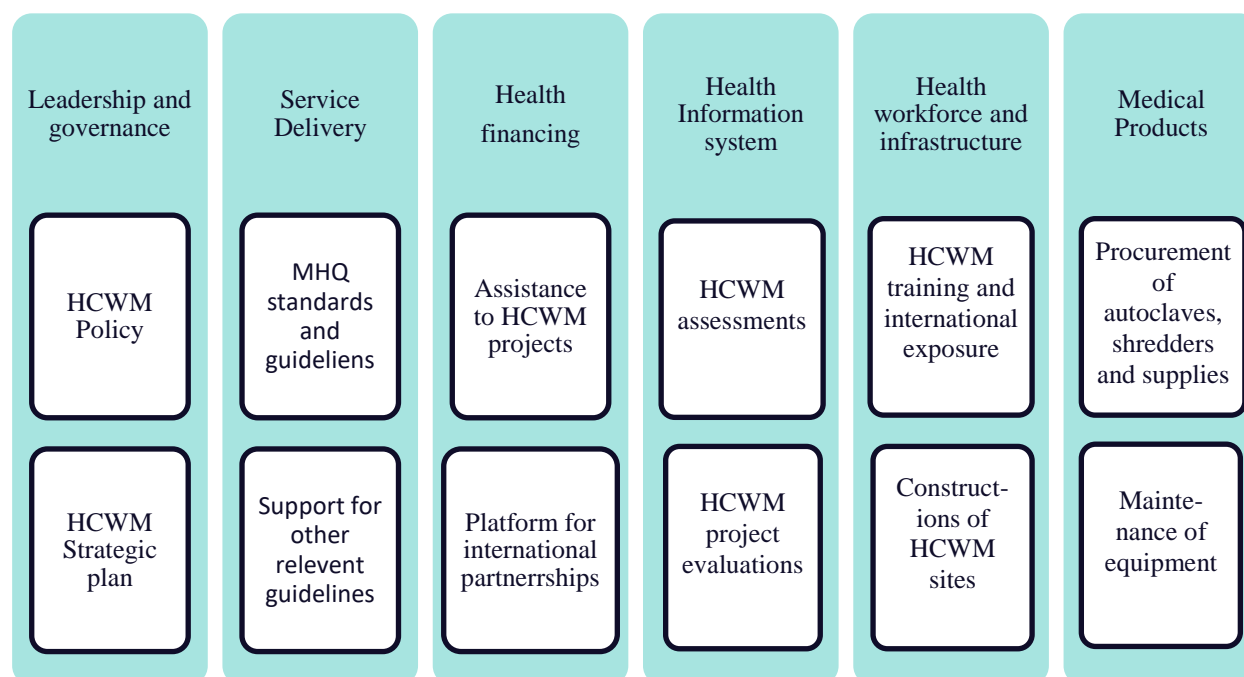 Leadership and
governance
Service
Delivery
Health
financing
Health
Information
system
Health
workforce and
infrastructure
Medical
Products
HCWM
Policy
MHQ
standards
and
guideliens
Assistance
to HCWM
projects
HCWM
assessments
HCWM
training and
international
exposure
Procurement
of
autoclaves,
shredders
and supplies
HCWM
Strategic
plan
Support for
other
relevent
guidelines
Platform for
international
partnerrships
HCWM
project
evaluations
Construct-
ions of
HCWM
sites
Mainte-
nance of
equipment